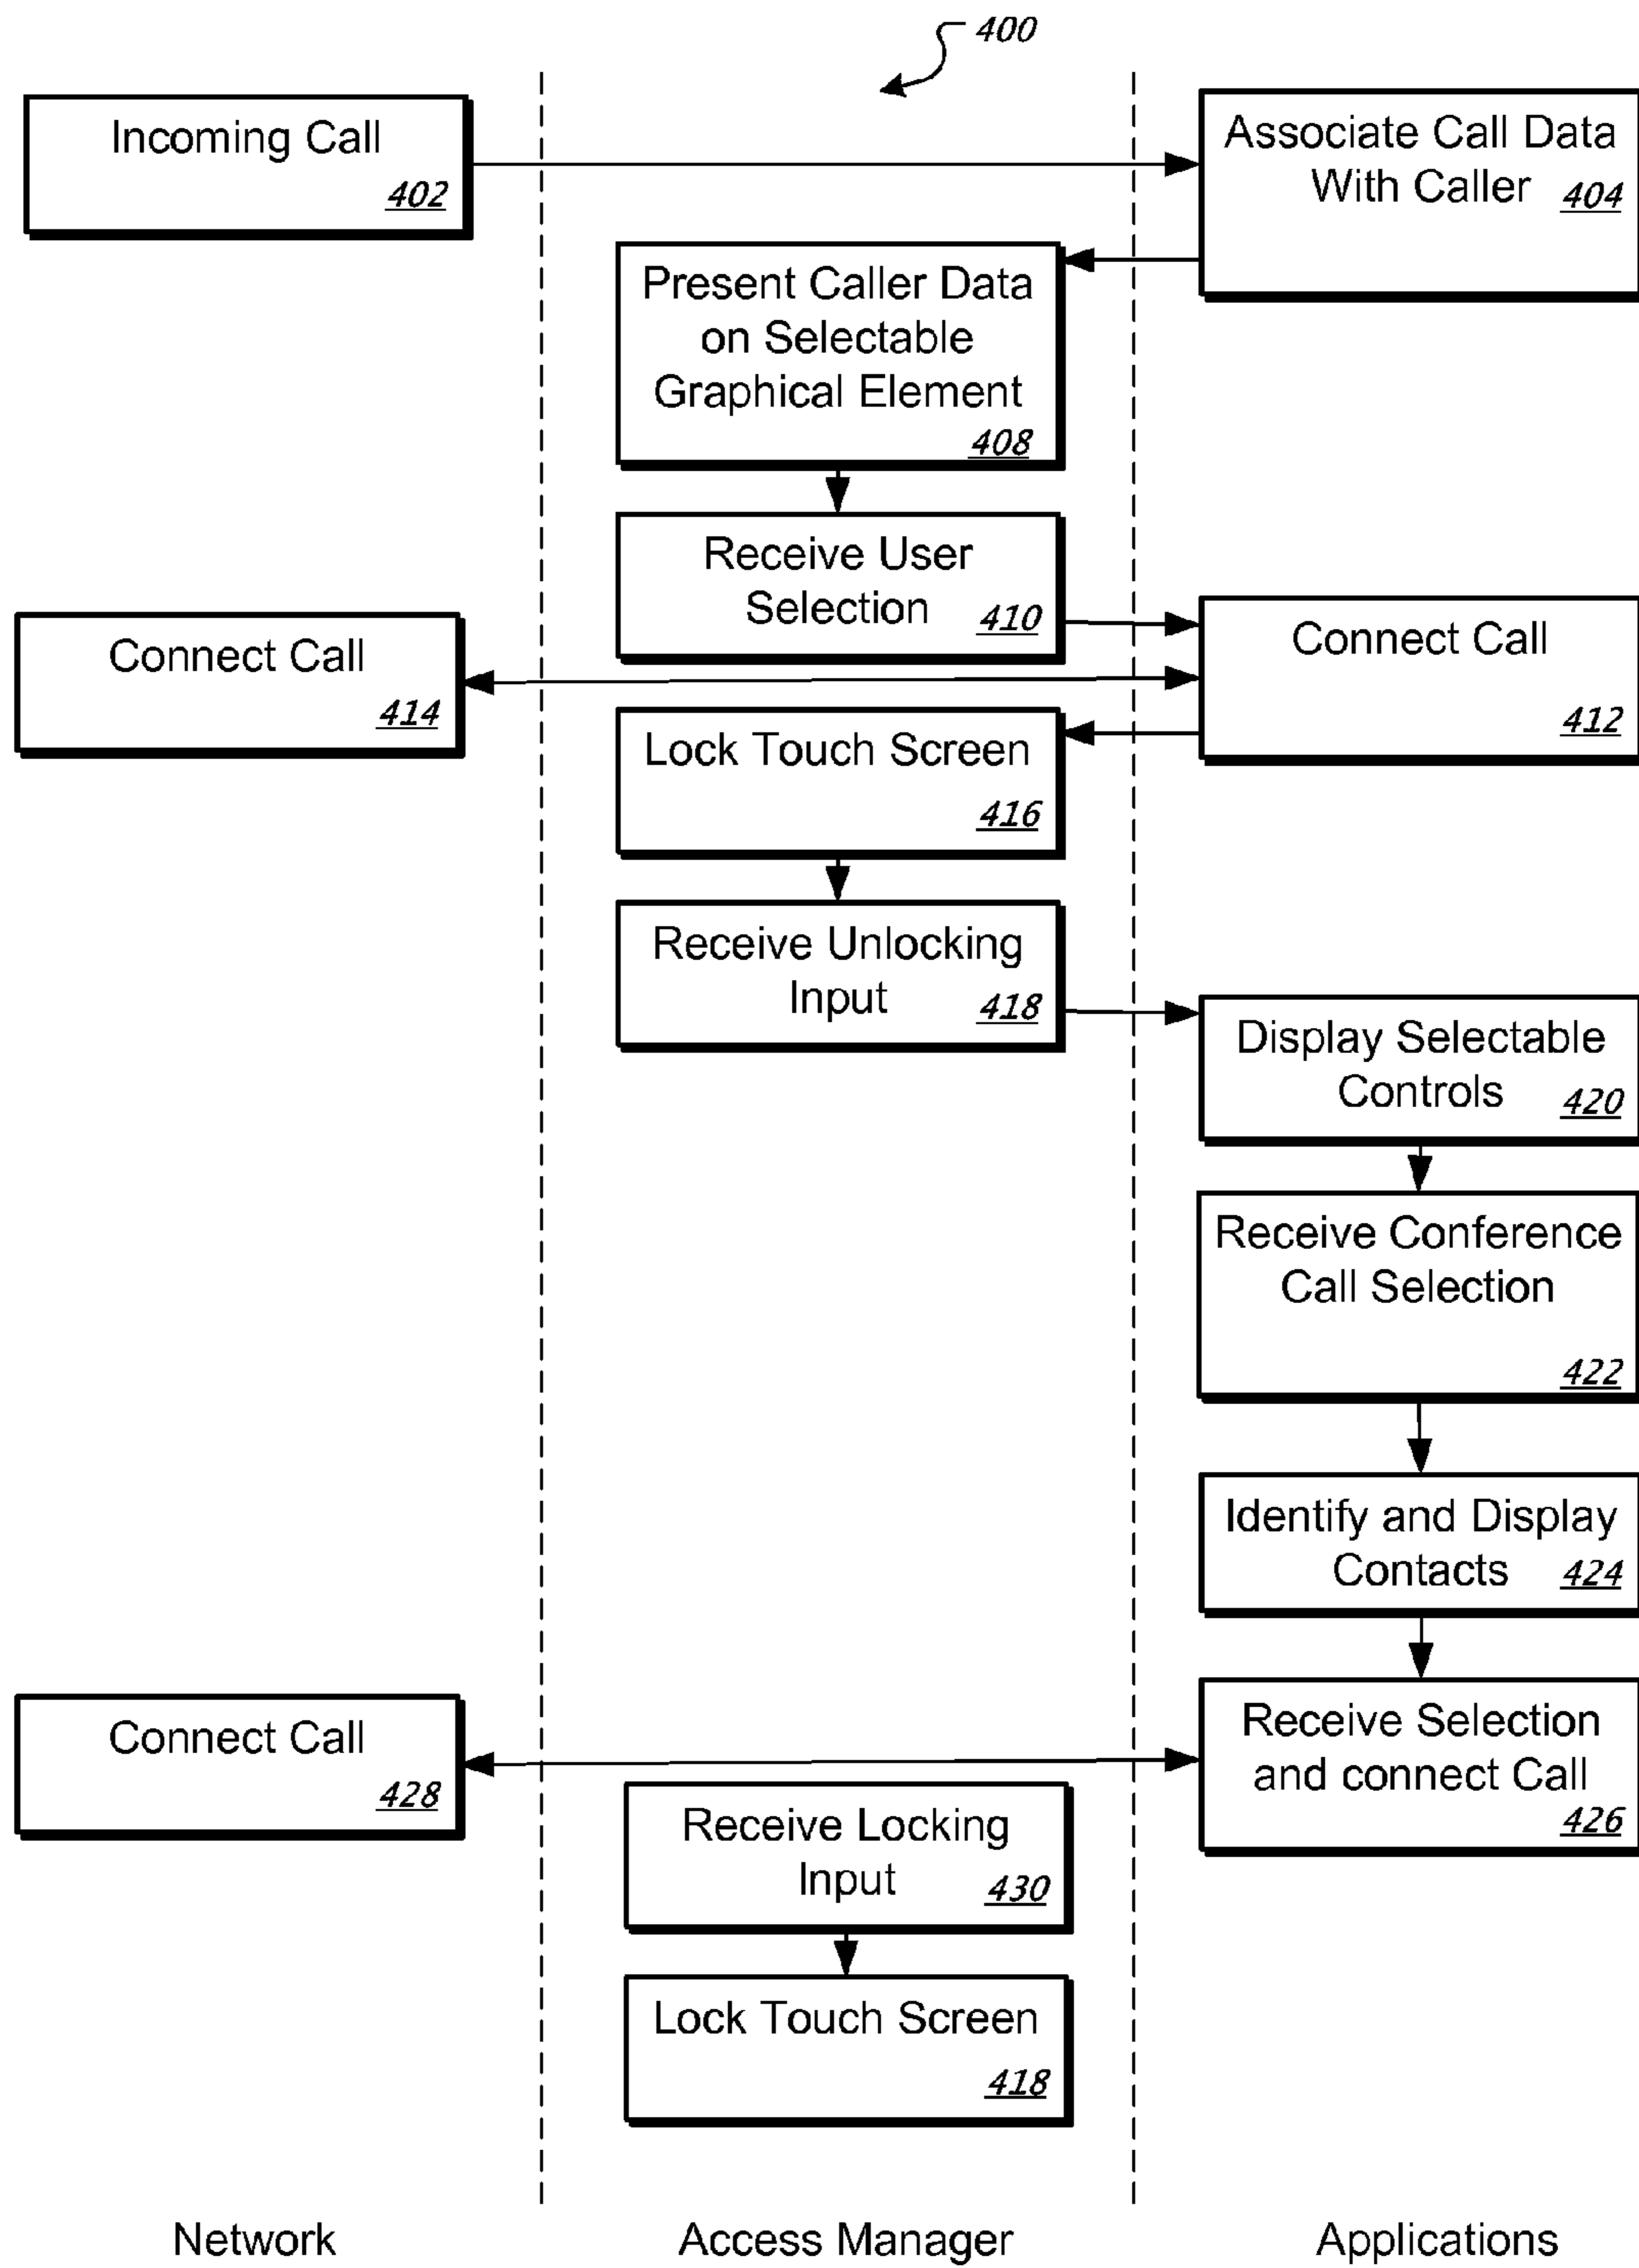 400
Incoming Call
402
Associate Call Data
With Caller 404
Present Caller Data
on Selectable
Graphical Element
408
Receive User
Selection 410
Connect Call
414
Connect Call
412
Lock Touch Screen
416
Receive Unlocking
Input 418
Display Selectable
Controls 420
Receive Conference
Call Selection
422
Identify and Display
Contacts 424
Receive Selection
and connect Call
426
Connect Call
428
Receive Locking
Input 430
Lock Touch Screen
418
Network
Access Manager
Applications